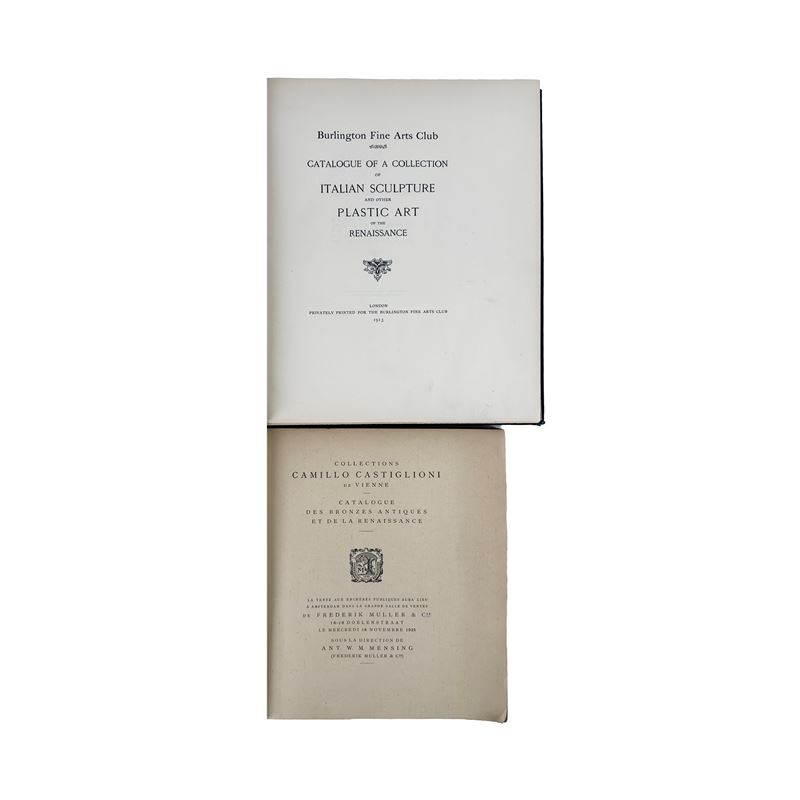 Burlington Fine Arts Club
CATALOGUE OF A COLLECTION
OF
ITALIAN SCULPTURE
AND OTHER
PLASTIC ART
OF THE
RENAISSANCE
LONDON
PRIVATELY PRINTED FOR THE BURLINGTON FINE ARTS CLUB
1913
COLLECTIONS
CAMILLO CASTIGLIONI
DE VIENNE
CATALOGUE
DES BRONZES ANTIQUES
ET DE LA RENAISSANCE
LA VENTE AUX ENCHÈRES PUBLIQUES AURA LIEU
À AMSTERDAM DANS LA GRANDE SALLE DE VENTES
DE FREDERIK MULLER & Cie
16-18 DOELENSTRAAT
LE MERCREDI 18 NOVEMBRE 1925
SOUS LA DIRECTION DE
ANT. W. M. MENSING
(FREDERIK MULLER & Cie)